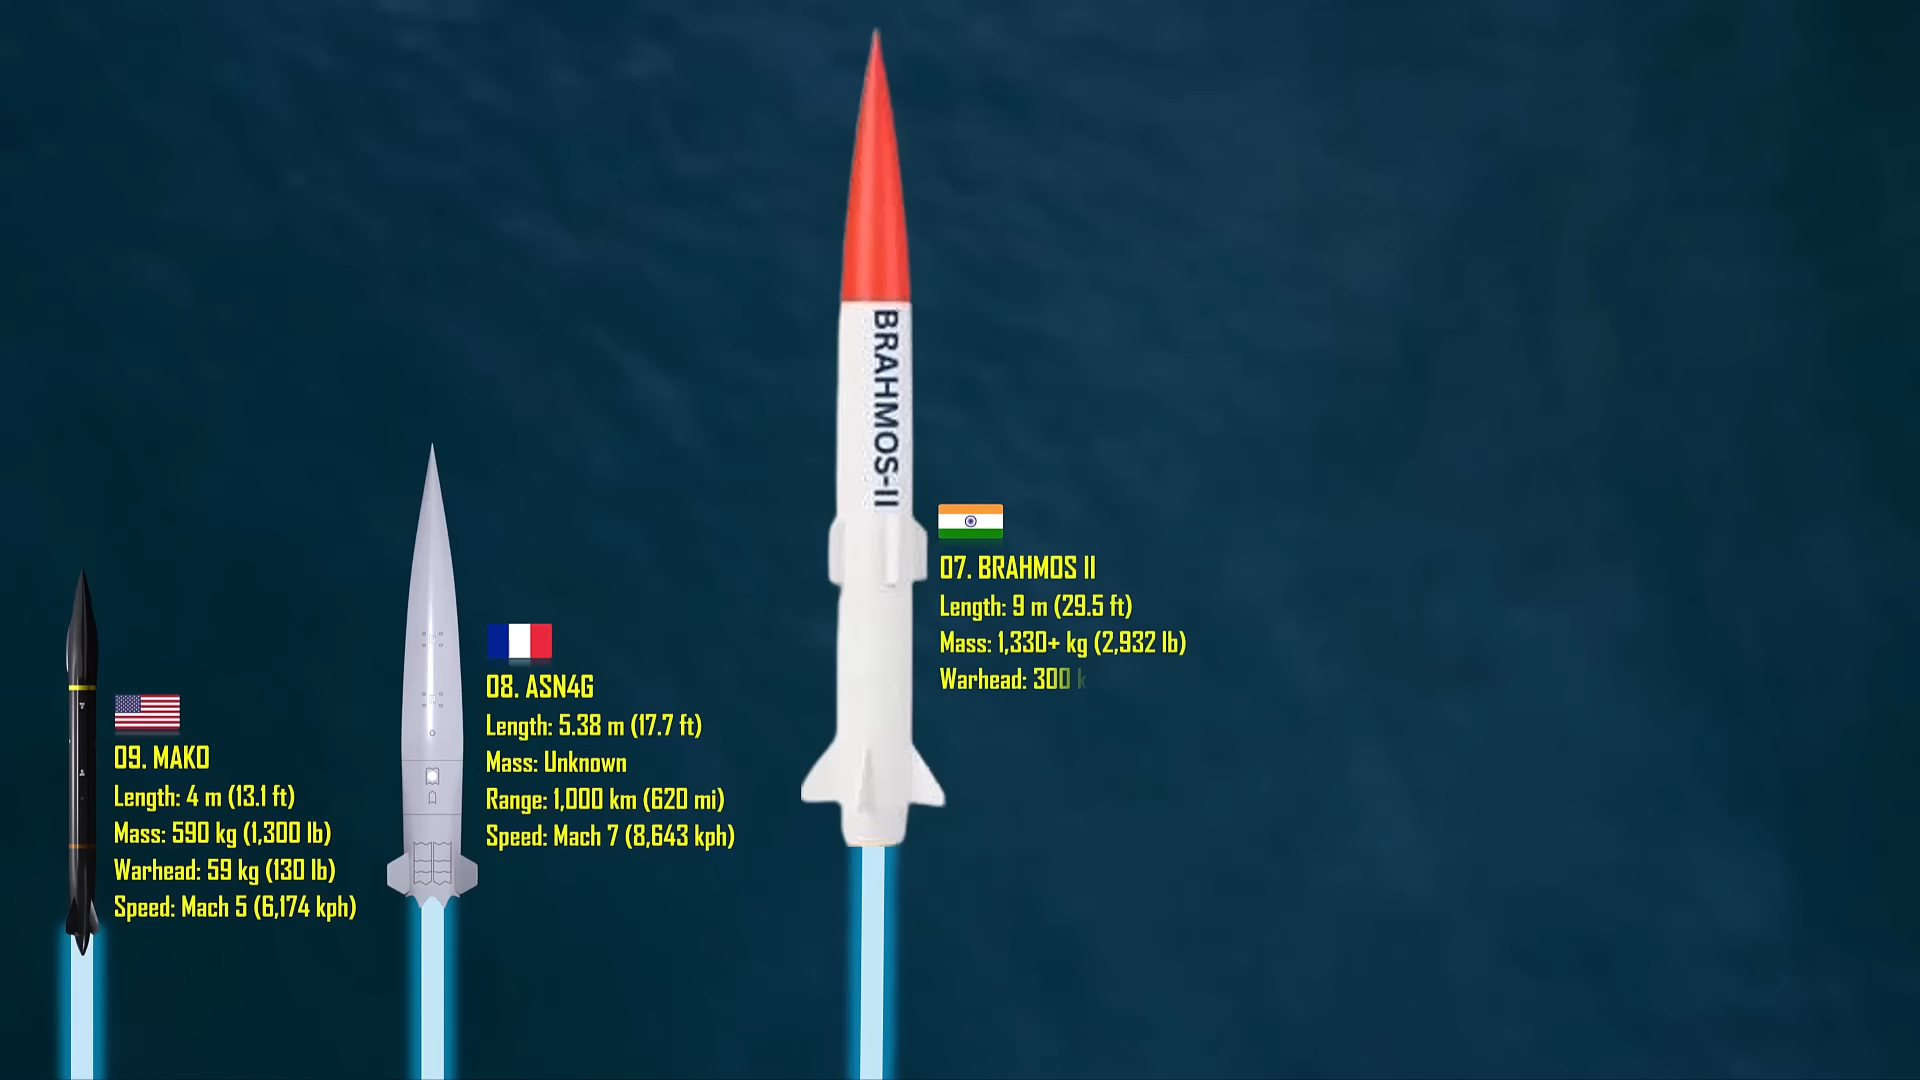 BRAHMOS-II
09. MAKO
Length: 4 m (13.1 ft)
Mass: 590 kg (1,300 lb)
Warhead: 59 kg (130 lb)
Speed: Mach 5 (6,174 kph)
08. ASN4G
Length: 5.38 m (17.7 ft)
Mass: Unknown
Range: 1,000 km (620 mi)
Speed: Mach 7 (8,643 kph)
07. BRAHMOS II
Length: 9 m (29.5 ft)
Mass: 1,330+ kg (2,932 lb)
Warhead: 300 k